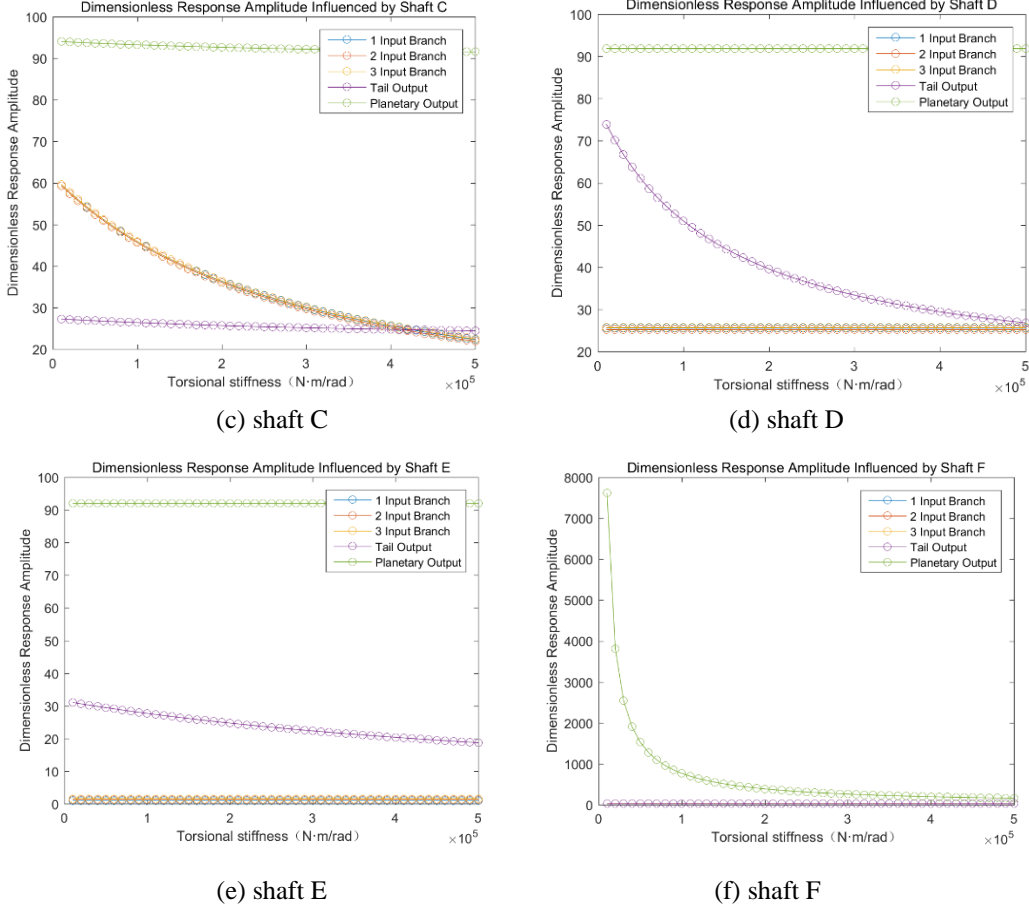 Dimensionless Response Amplitude Influenced by Shaft C
Dimensionless Response Amplitude
100
90
80
70
60
50
40
30
20
1 Input Branch
2 Input Branch
3 Input Branch
Tail Output
Planetary Output
0
1
2
3
4
5
×10⁵
Torsional stiffness（N·m/rad）
(c) shaft C
Dimensionless Response Amplitude Influenced by Shaft D
Dimensionless Response Amplitude
100
90
80
70
60
50
40
30
20
1 Input Branch
2 Input Branch
3 Input Branch
Tail Output
Planetary Output
0
1
2
3
4
5
×10⁵
Torsional stiffness（N·m/rad）
(d) shaft D
Dimensionless Response Amplitude Influenced by Shaft E
Dimensionless Response Amplitude
100
90
80
70
60
50
40
30
20
10
0
1 Input Branch
2 Input Branch
3 Input Branch
Tail Output
Planetary Output
0
1
2
3
4
5
×10⁵
Torsional stiffness（N·m/rad）
(e) shaft E
Dimensionless Response Amplitude Influenced by Shaft F
Dimensionless Response Amplitude
8000
7000
6000
5000
4000
3000
2000
1000
0
1 Input Branch
2 Input Branch
3 Input Branch
Tail Output
Planetary Output
0
1
2
3
4
5
×10⁵
Torsional stiffness（N·m/rad）
(f) shaft F